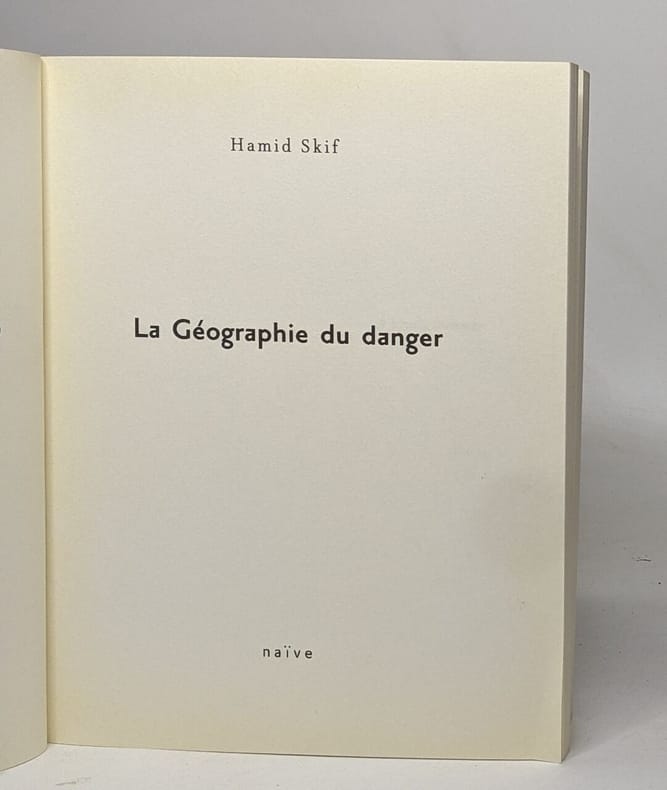 Hamid Skif
La Géographie du danger
naïve